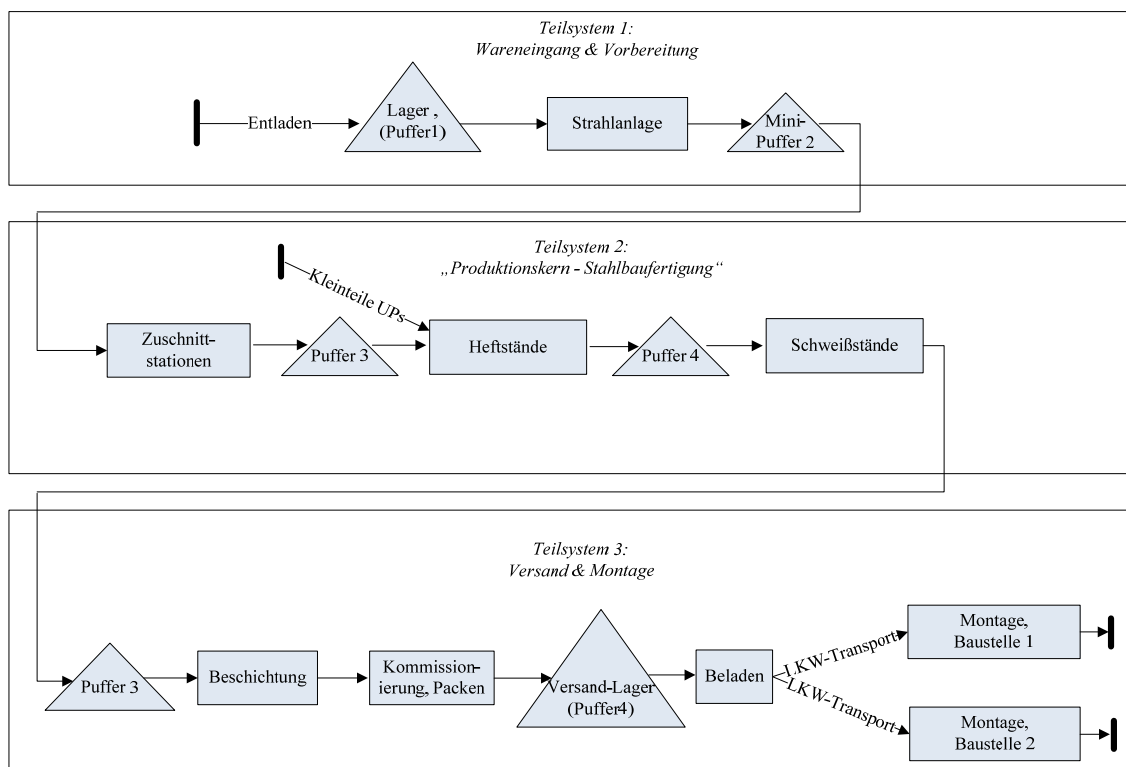 Teilsystem 1:
Wareneingang & Vorbereitung
Entladen
Lager ,
(Puffer1)
Strahlanlage
Mini-
Puffer 2
Teilsystem 2:
„Produktionskern - Stahlbaufertigung“
Kleinteile UPs
Zuschnitt-
stationen
Puffer 3
Heftstände
Puffer 4
Schweißstände
Teilsystem 3:
Versand & Montage
Puffer 3
Beschichtung
Kommission-
ierung, Packen
Versand-Lager
(Puffer4)
Beladen
LKW-Transport
Montage,
Baustelle 1
LKW-Transport
Montage,
Baustelle 2